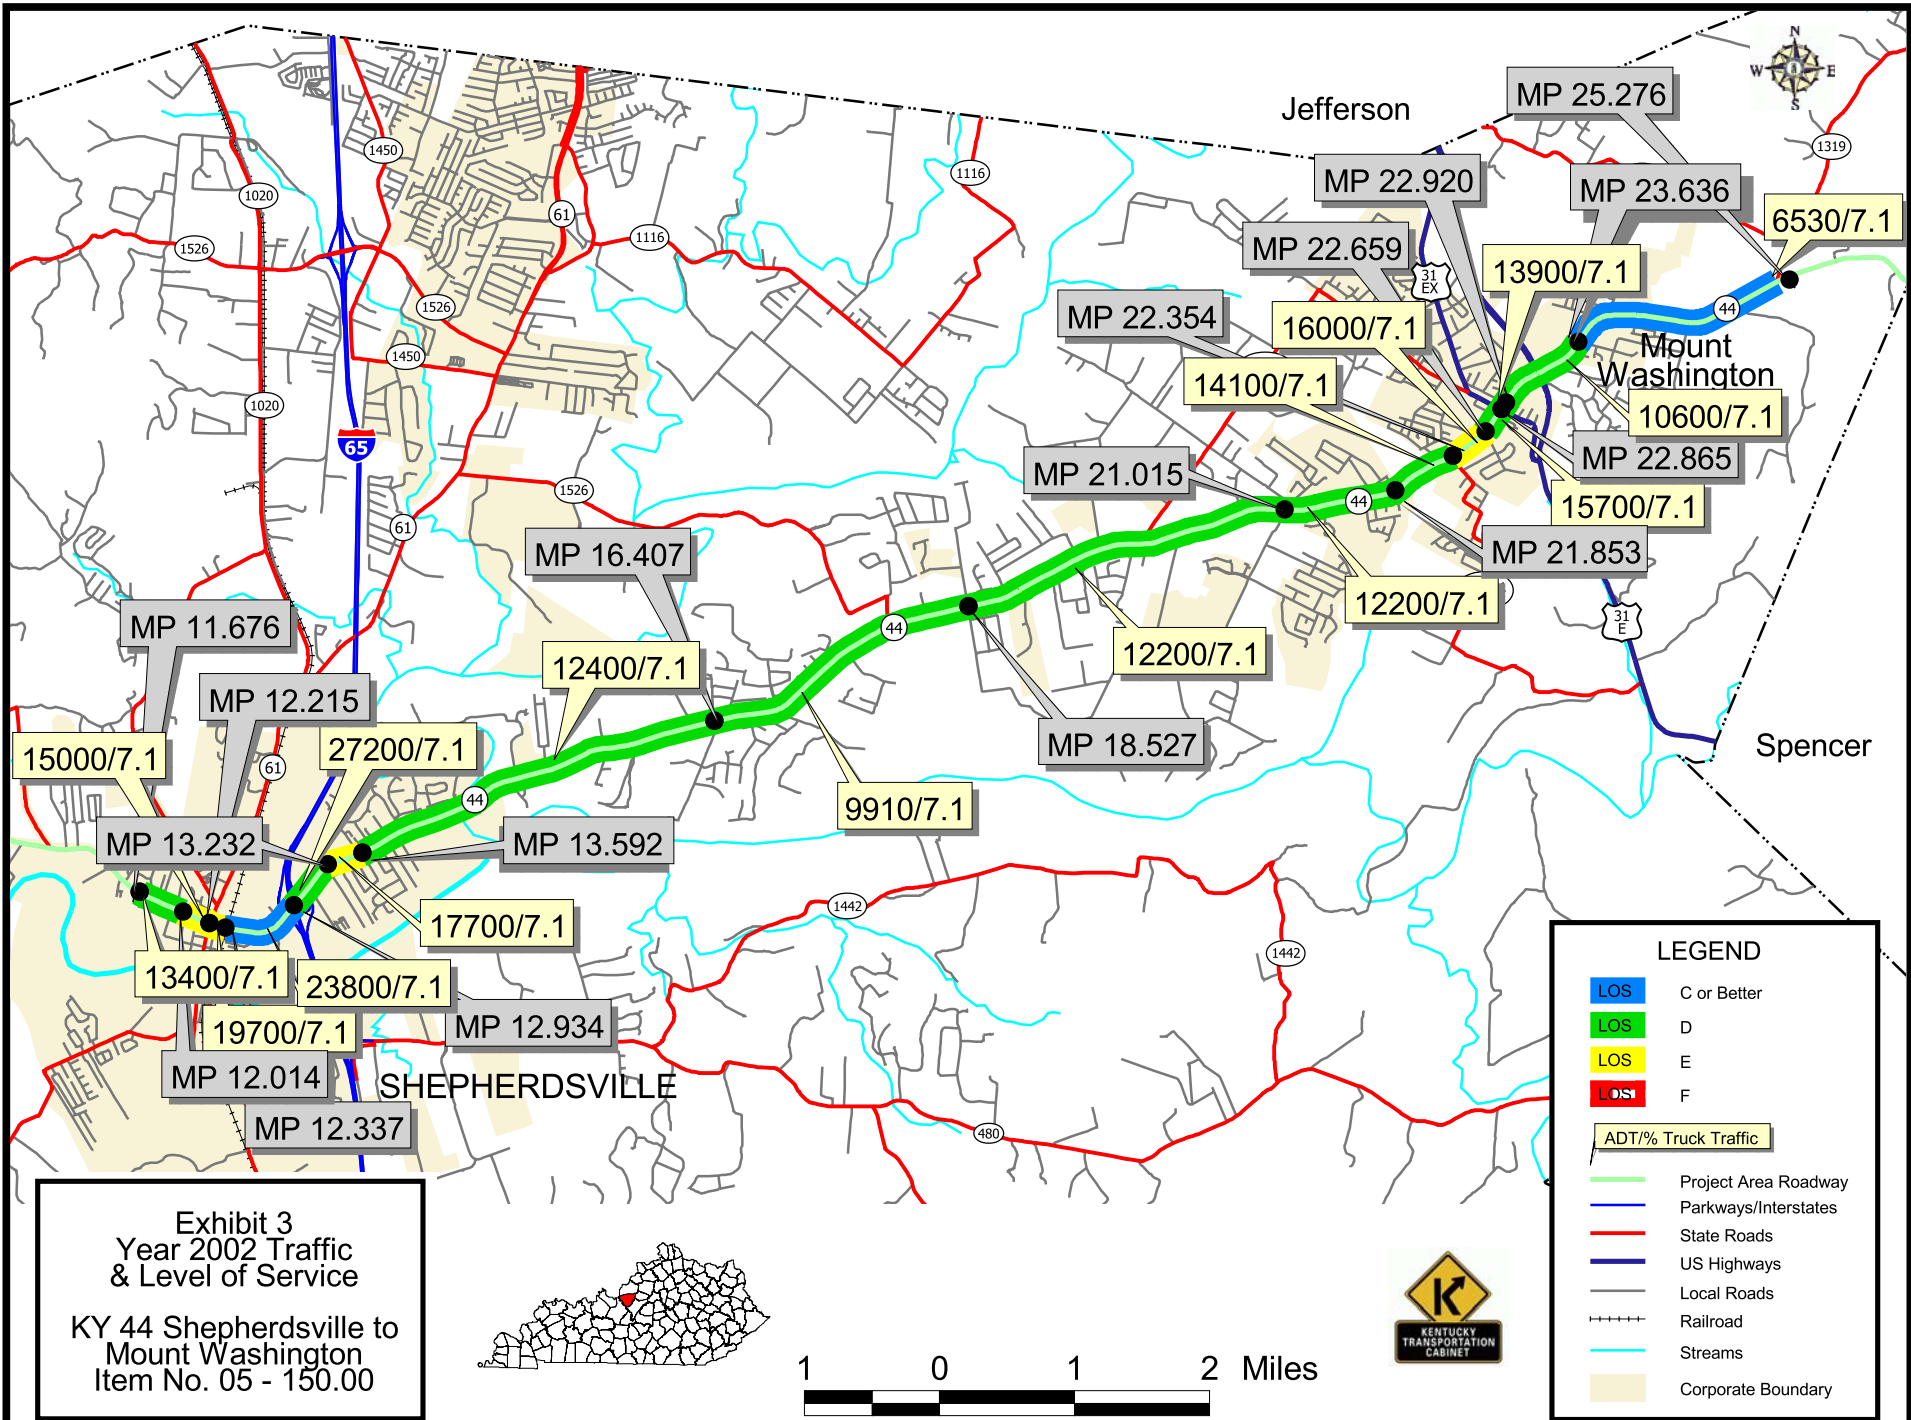 N
W E
S
Jefferson
MP 25.276
1319
1450
1116
MP 22.920
MP 23.636
1020
61
6530/7.1
1526
1116
MP 22.659
13900/7.1
31
EX
1526
MP 22.354
16000/7.1
44
Mount
Washington
1450
14100/7.1
1020
10600/7.1
65
MP 22.865
MP 21.015
1526
44
15700/7.1
61
MP 16.407
MP 21.853
12200/7.1
31
E
MP 11.676
44
12400/7.1
12200/7.1
MP 12.215
27200/7.1
MP 18.527
Spencer
15000/7.1
61
44
9910/7.1
MP 13.232
MP 13.592
1442
17700/7.1
1442
13400/7.1
23800/7.1
19700/7.1
MP 12.934
MP 12.014
SHEPHERDSVILLE
MP 12.337
480
LEGEND
LOS C or Better
LOS D
LOS E
LOS F
ADT/% Truck Traffic
Project Area Roadway
Parkways/Interstates
State Roads
US Highways
Local Roads
Railroad
Streams
Corporate Boundary
Exhibit 3
Year 2002 Traffic
& Level of Service
KY 44 Shepherdsville to
Mount Washington
Item No. 05 - 150.00
1 0 1 2 Miles
KENTUCKY
TRANSPORTATION
CABINET